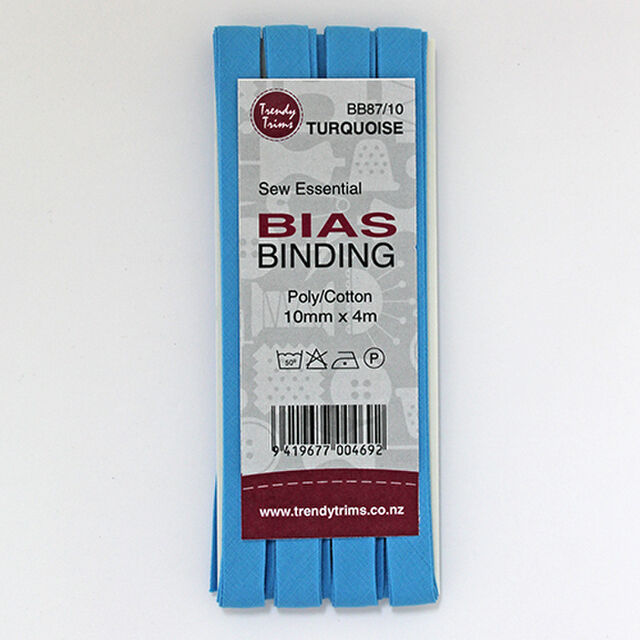 Trendy
Trims
BB87/10
TURQUOISE
Sew Essential
BIAS
BINDING
Poly/Cotton
10mm x 4m
50° P
9 419677 004692
www.trendytrims.co.nz